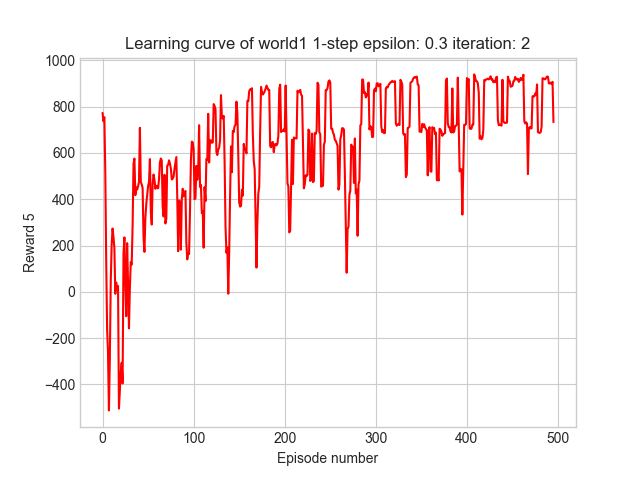 Learning curve of world1 1-step epsilon: 0.3 iteration: 2
1000
800
600
400
200
0
−200
−400
Reward 5
0 100 200 300 400 500
Episode number